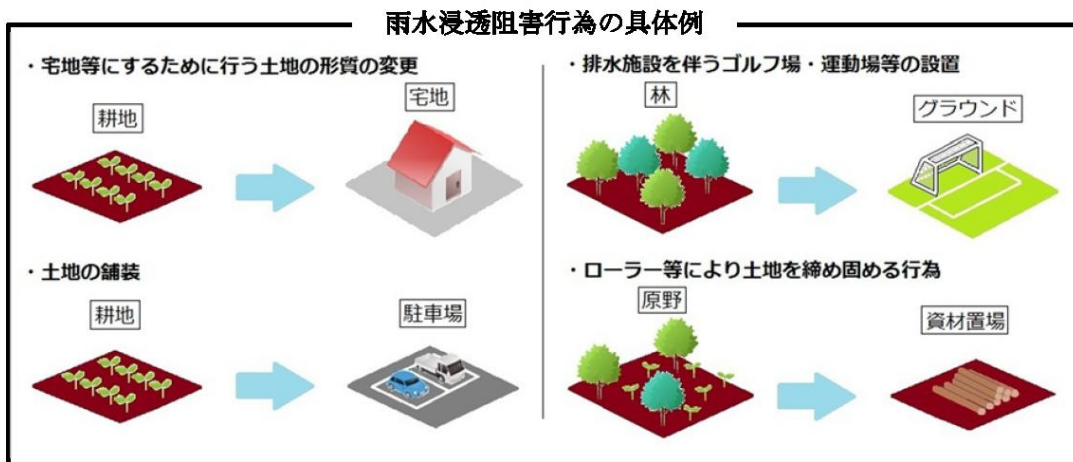 雨水浸透阻害行為の具体例
・宅地等にするために行う土地の形質の変更
耕地
宅地
・土地の舗装
耕地
駐車場
・排水施設を伴うゴルフ場・運動場等の設置
林
グラウンド
・ローラー等により土地を締め固める行為
原野
資材置場